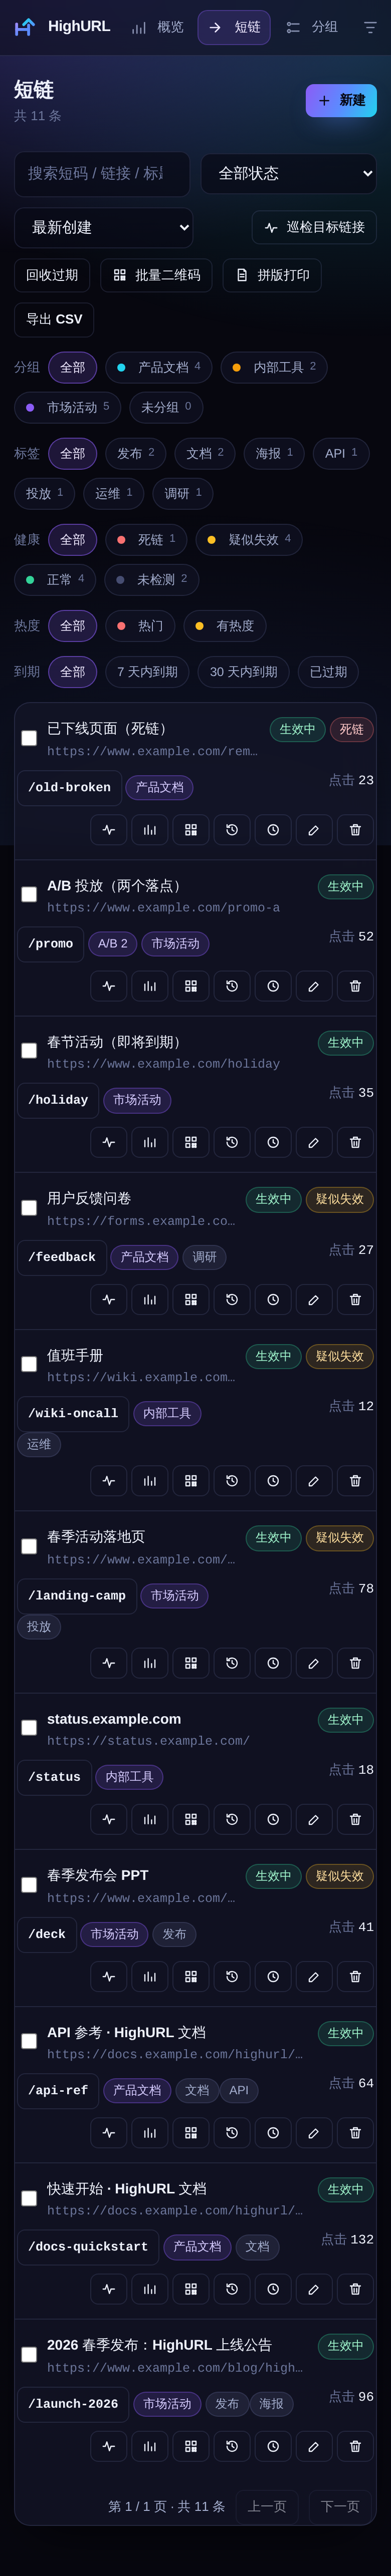 HighURL 概览 短链 分组
短链
共 11 条
新建
搜索短码 / 链接 / 标 全部状态
最新创建 巡检目标链接
回收过期 批量二维码 拼版打印
导出 CSV
分组 全部 产品文档 4 内部工具 2
市场活动 5 未分组 0
标签 全部 发布 2 文档 2 海报 1 API 1
投放 1 运维 1 调研 1
健康 全部 死链 1 疑似失效 4
正常 4 未检测 2
热度 全部 热门 有热度
到期 全部 7 天内到期 30 天内到期 已过期
已下线页面（死链） 生效中 死链
https://www.example.com/rem…
/old-broken 产品文档 点击 23
A/B 投放（两个落点） 生效中
https://www.example.com/promo-a
/promo A/B 2 市场活动 点击 52
春节活动（即将到期） 生效中
https://www.example.com/holiday
/holiday 市场活动 点击 35
用户反馈问卷 生效中 疑似失效
https://forms.example.co…
/feedback 产品文档 调研 点击 27
值班手册 生效中 疑似失效
https://wiki.example.com…
/wiki-oncall 内部工具 点击 12
运维
春季活动落地页 生效中 疑似失效
https://www.example.com/…
/landing-camp 市场活动 点击 78
投放
status.example.com 生效中
https://status.example.com/
/status 内部工具 点击 18
春季发布会 PPT 生效中 疑似失效
https://www.example.com/…
/deck 市场活动 发布 点击 41
API 参考 · HighURL 文档 生效中
https://docs.example.com/highurl/…
/api-ref 产品文档 文档 API 点击 64
快速开始 · HighURL 文档 生效中
https://docs.example.com/highurl/…
/docs-quickstart 产品文档 文档 点击 132
2026 春季发布：HighURL 上线公告 生效中
https://www.example.com/blog/high…
/launch-2026 市场活动 发布 海报 点击 96
第 1 / 1 页 · 共 11 条 上一页 下一页